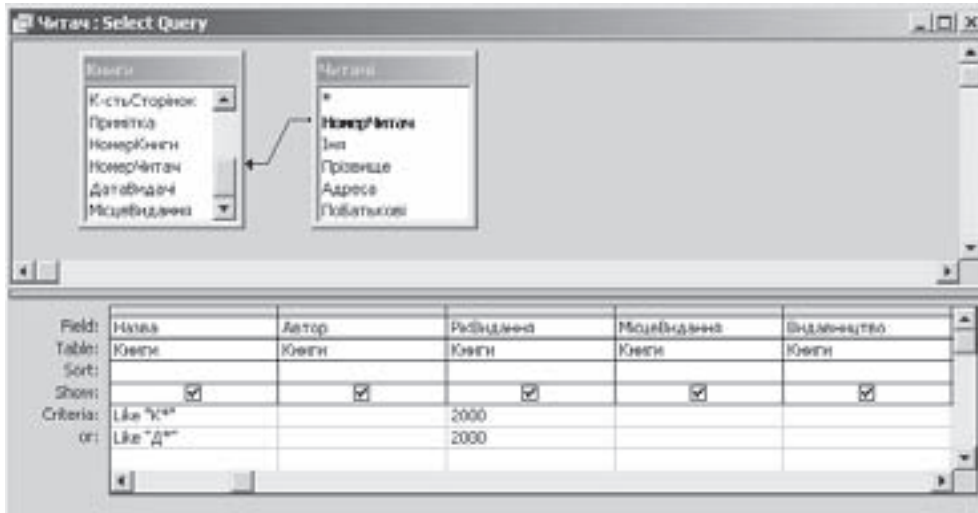 Читач : Select Query
Книги
К-стьСторінок
Примітка
НомерКниги
НомерЧитач
ДатаВидачі
МісцеВидання
Читачі
*
НомерЧитач
Ім'я
Прізвище
Адреса
ПоБатькові
Field: Назва Автор РікВидання МісцеВидання Видавництво
Table: Книги Книги Книги Книги Книги
Sort:
Show:
Criteria: Like "К*" 2000
or: Like "Д*" 2000